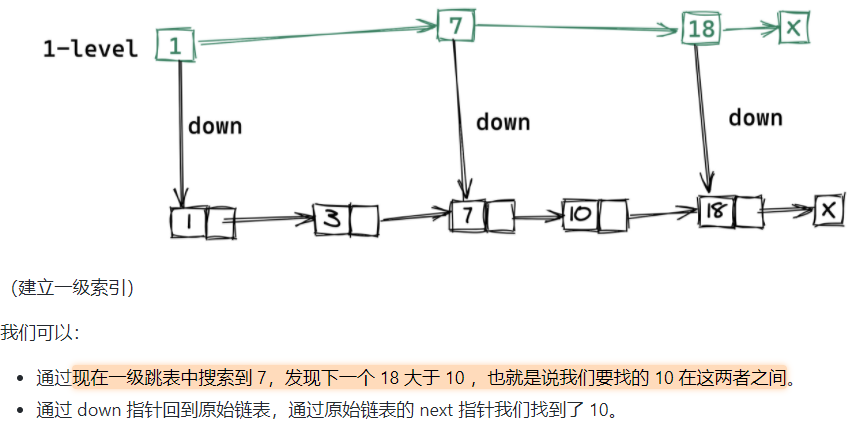 1-level 1 7 18 X
down down down
1 3 7 10 18 X
（建立一级索引）
我们可以：
通过现在一级跳表中搜索到 7，发现下一个 18 大于 10 ，也就是说我们要找的 10 在这两者之间。
通过 down 指针回到原始链表，通过原始链表的 next 指针我们找到了 10。